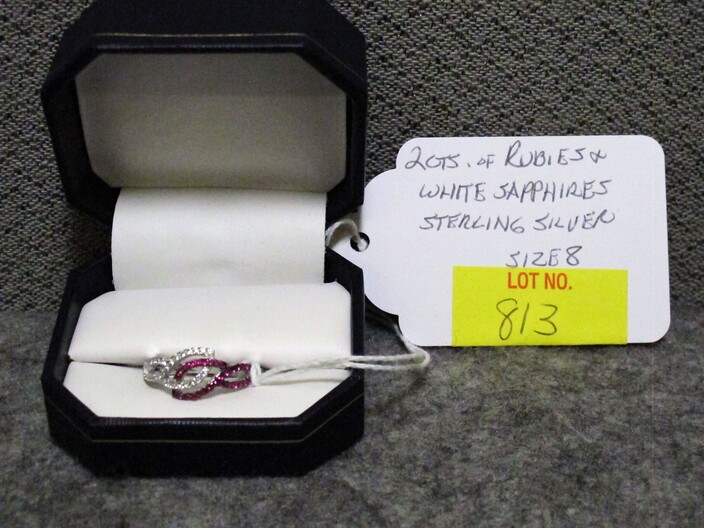 2CTS. OF RUBIES &
WHITE SAPPHIRES
STERLING SILVER
SIZE 8
LOT NO.
813